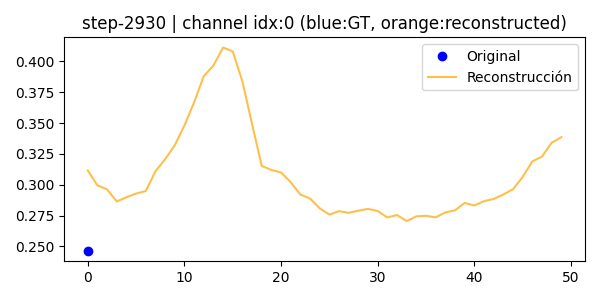 step-2930 | channel idx:0 (blue:GT, orange:reconstructed)
Original
Reconstrucción
0.400
0.375
0.350
0.325
0.300
0.275
0.250
0 10 20 30 40 50